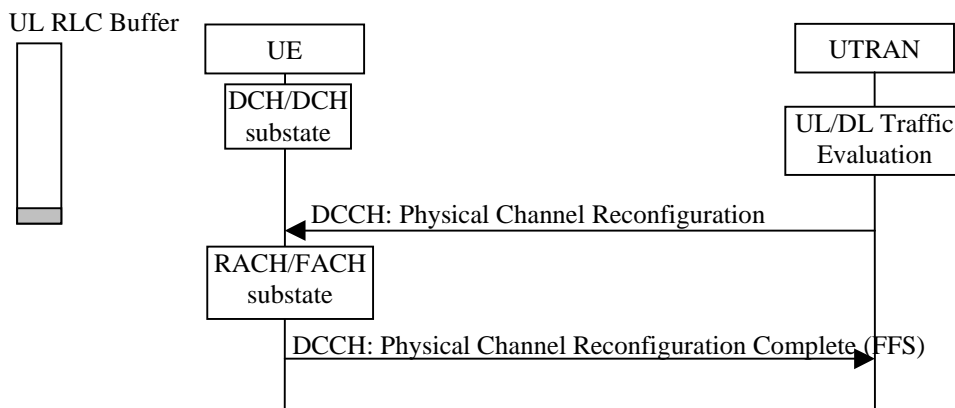 UL RLC Buffer
UE
UTRAN
DCH/DCH
substate
UL/DL Traffic
Evaluation
DCCH: Physical Channel Reconfiguration
RACH/FACH
substate
DCCH: Physical Channel Reconfiguration Complete (FFS)